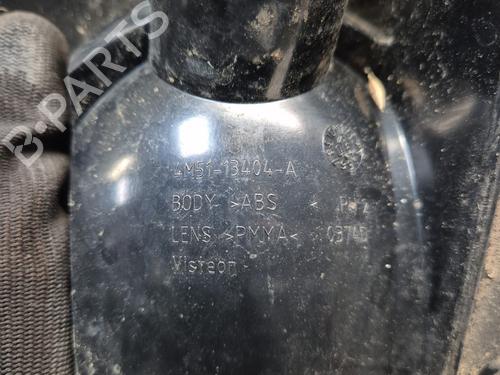 4M51-13404-A
BODY >ABS <
LENS >PMMA<
Visteon
B-PARTS